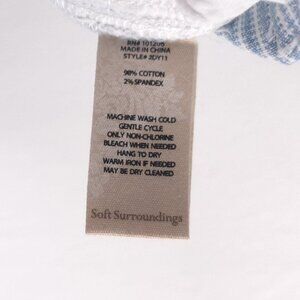 RN# 101206
MADE IN CHINA
STYLE# 2DY11
98% COTTON
2% SPANDEX
MACHINE WASH COLD
GENTLE CYCLE
ONLY NON-CHLORINE
BLEACH WHEN NEEDED
HANG TO DRY
WARM IRON IF NEEDED
MAY BE DRY CLEANED
Soft Surroundings